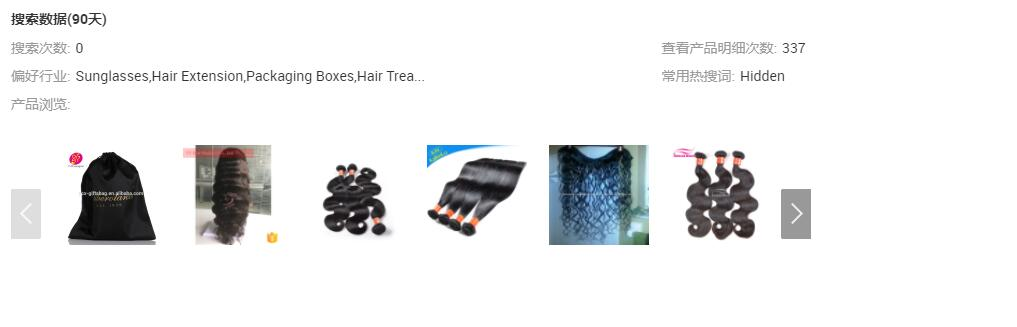 搜索数据(90天)
搜索次数: 0
查看产品明细次数: 337
偏好行业: Sunglasses,Hair Extension,Packaging Boxes,Hair Trea...
常用热搜词: Hidden
产品浏览: